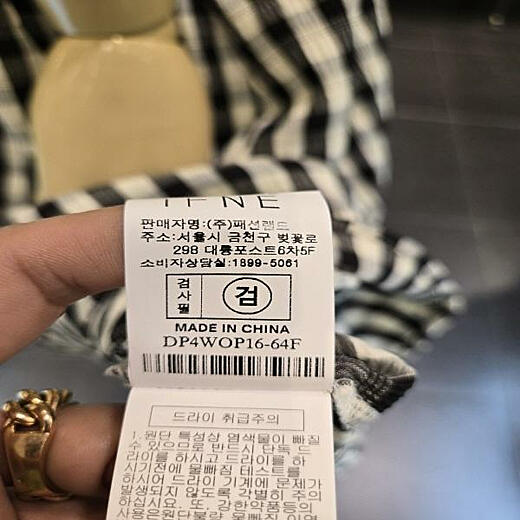 판매자명:(주)패션랜드
주소:서울시 금천구 벚꽃로
298 대륭포스트6차5F
소비자상담실:1899-5061
검사필
검
MADE IN CHINA
DP4WOP16-64F
드라이 취급주의
1.원단 특성상 염색물이 빠질
수 있으므로 반드시 단독 드
라이를 하시고 드라이를 하
시기전에 물빠짐 테스트를
하시어 드라이 기계에 문제가
발생되지 않도록 각별히 주의
하십시요. 또, 강한약품등의